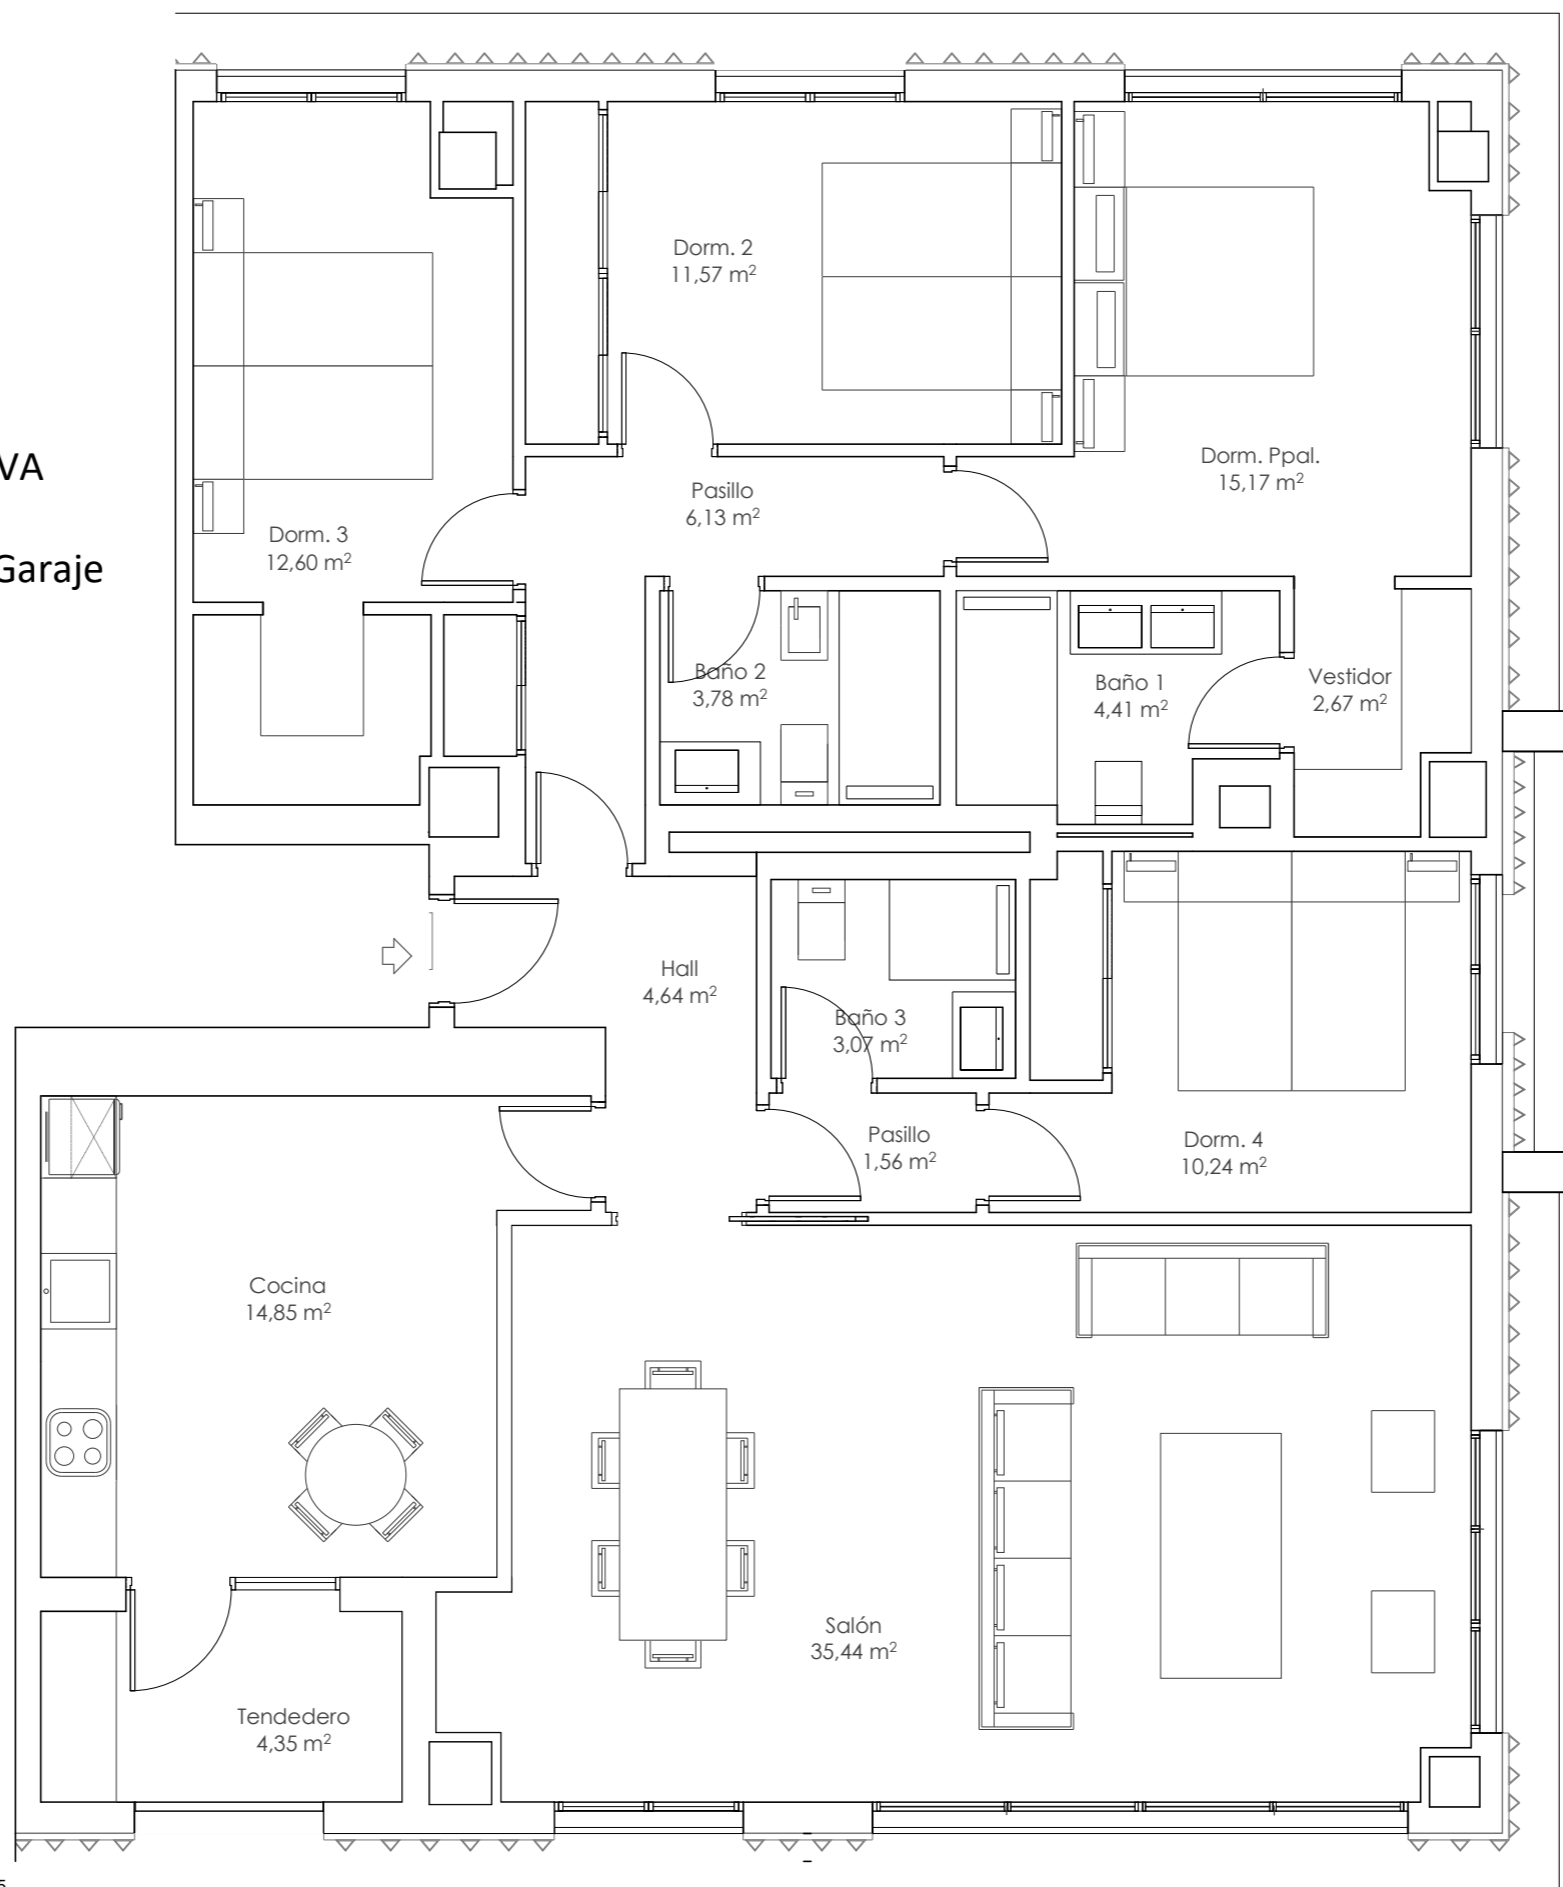 Dorm. 2
11,57 m²
VA
Dorm. Ppal.
15,17 m²
Pasillo
6,13 m²
Dorm. 3
12,60 m²
Garaje
Baño 2
3,78 m²
Baño 1
4,41 m²
Vestidor
2,67 m²
Hall
4,64 m²
Baño 3
3,07 m²
Pasillo
1,56 m²
Dorm. 4
10,24 m²
Cocina
14,85 m²
Salón
35,44 m²
Tendedero
4,35 m²